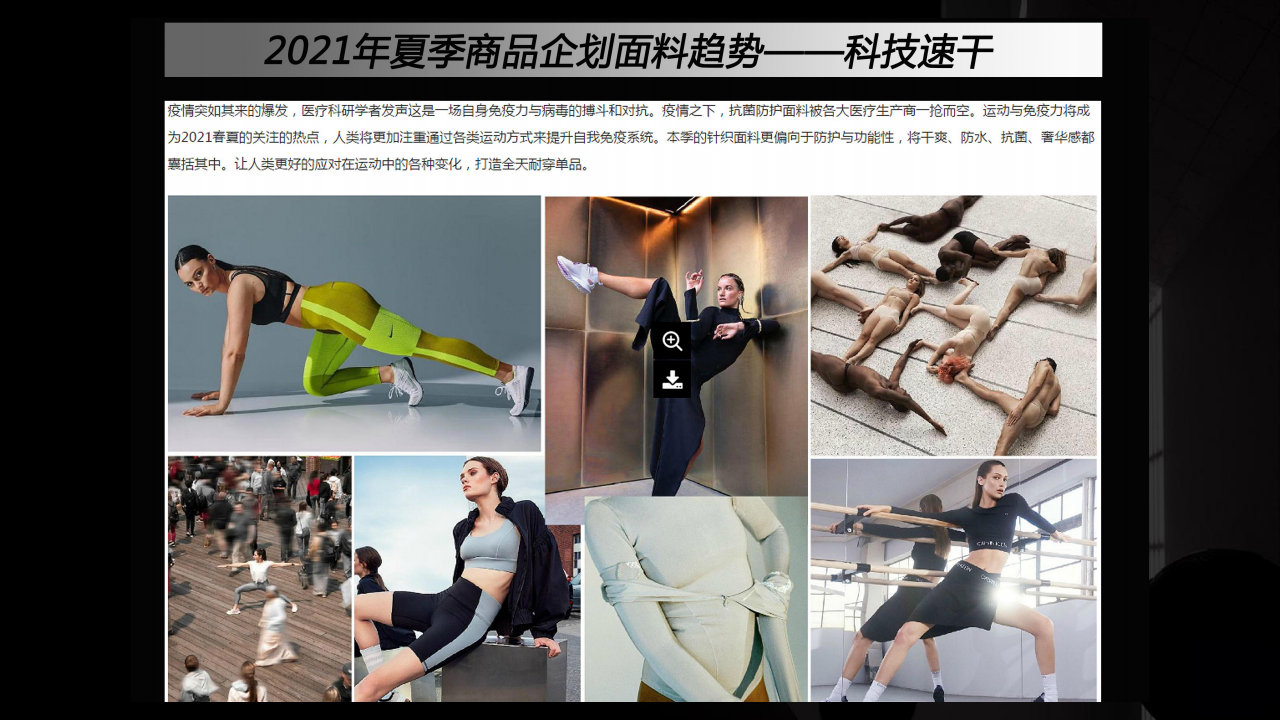 2021年夏季商品企划面料趋势——科技速干
疫情突如其来的爆发，医疗科研学者发声这是一场自身免疫力与病毒的搏斗和对抗。疫情之下，抗菌防护面料被各大医疗生产商一抢而空。运动与免疫力将成
为2021春夏的关注的热点，人类将更加注重通过各类运动方式来提升自我免疫系统。本季的针织面料更偏向于防护与功能性，将干爽、防水、抗菌、奢华感都
囊括其中。让人类更好的应对在运动中的各种变化，打造全天耐穿单品。